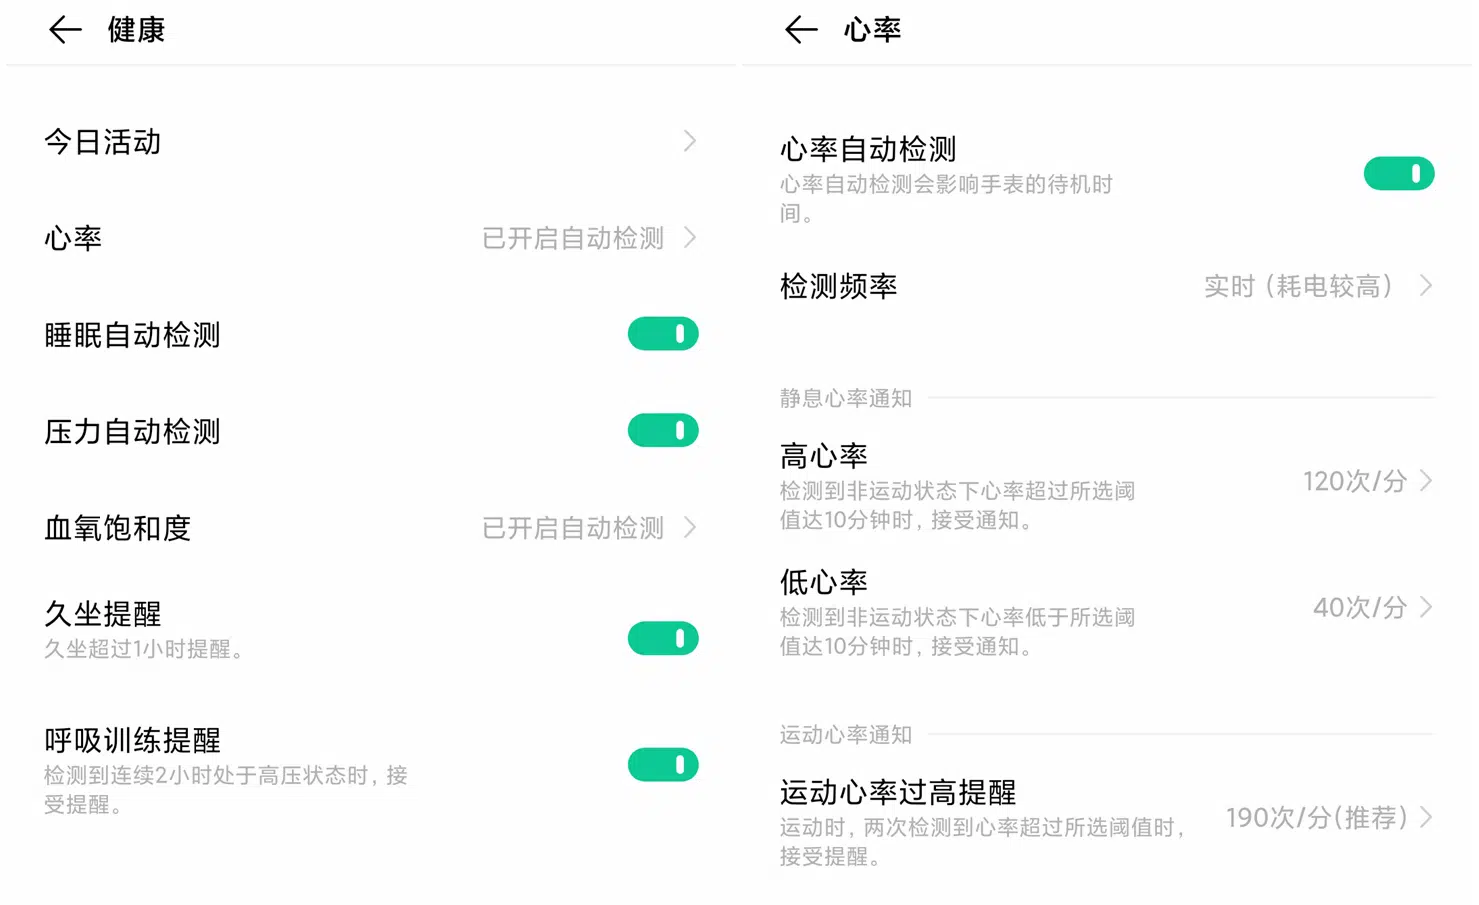 健康
今日活动
心率
已开启自动检测
睡眠自动检测
压力自动检测
血氧饱和度
已开启自动检测
久坐提醒
久坐超过1小时提醒。
呼吸训练提醒
检测到连续2小时处于高压状态时，接
受提醒。
心率
心率自动检测
心率自动检测会影响手表的待机时
间。
检测频率
实时（耗电较高）
静息心率通知
高心率
检测到非运动状态下心率超过所选阈
值达10分钟时，接受通知。
120次/分
低心率
检测到非运动状态下心率低于所选阈
值达10分钟时，接受通知。
40次/分
运动心率通知
运动心率过高提醒
运动时，两次检测到心率超过所选阈值时，
接受提醒。
190次/分(推荐)